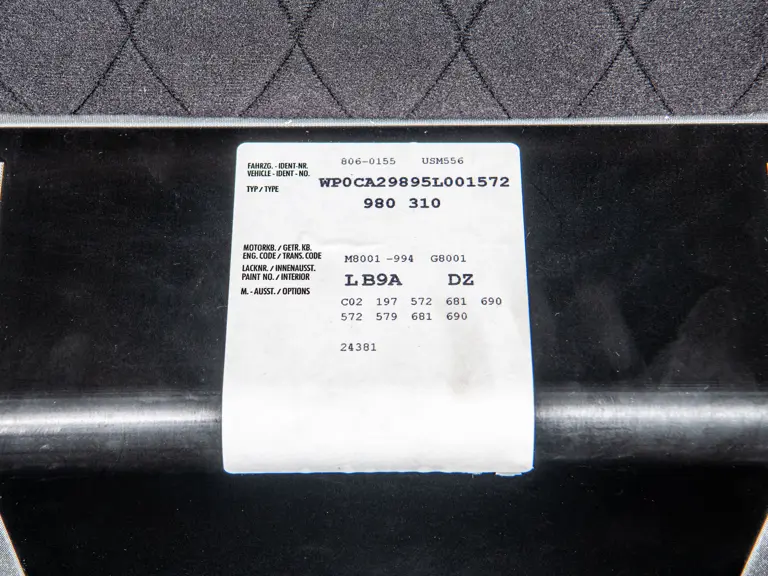 806-0155 USM556
FAHRZG. - IDENT-NR.
VEHICLE - IDENT - NO.
WP0CA29895L001572
TYP / TYPE
980 310
MOTORKB. / GETR. KB.
ENG. CODE / TRANS. CODE
M8001 -994 G8001
LACKNR. / INNENAUSST.
PAINT NO. / INTERIOR
LB9A DZ
M. - AUSST. / OPTIONS
C02 197 572 681 690
572 579 681 690
24381